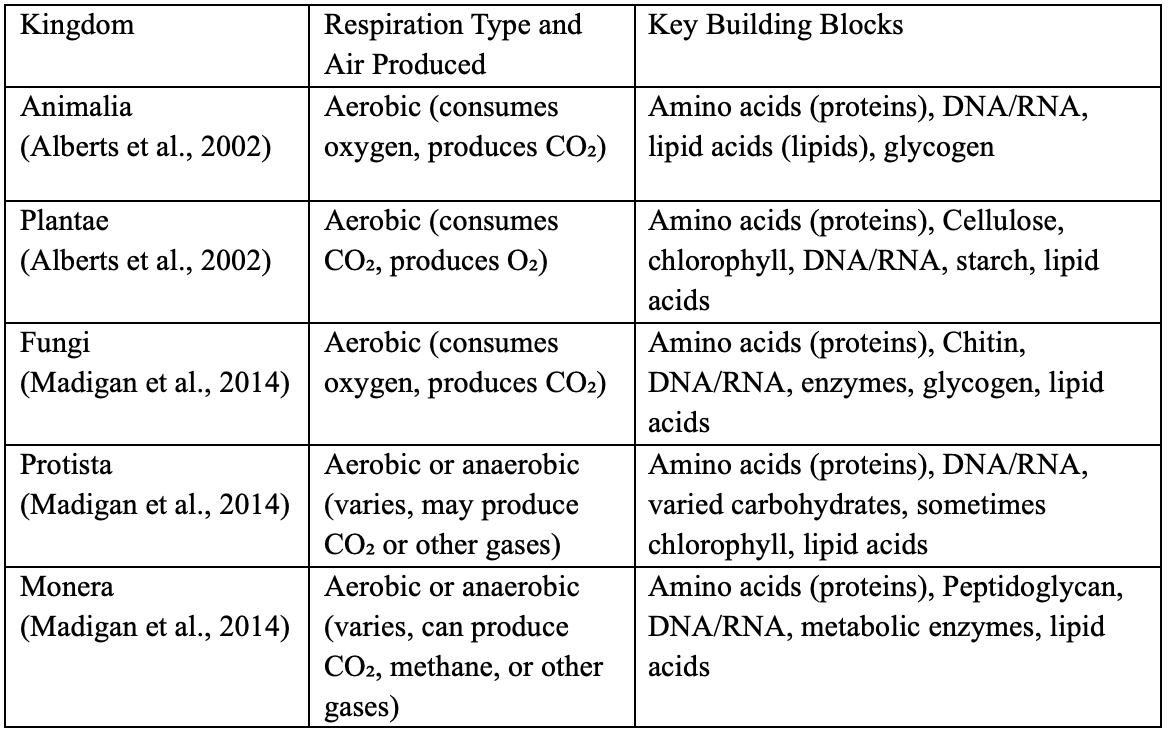 Kingdom
Respiration Type and
Air Produced
Key Building Blocks
Animalia
(Alberts et al., 2002)
Aerobic (consumes
oxygen, produces CO₂)
Amino acids (proteins), DNA/RNA,
lipid acids (lipids), glycogen
Plantae
(Alberts et al., 2002)
Aerobic (consumes
CO₂, produces O₂)
Amino acids (proteins), Cellulose,
chlorophyll, DNA/RNA, starch, lipid
acids
Fungi
(Madigan et al., 2014)
Aerobic (consumes
oxygen, produces CO₂)
Amino acids (proteins), Chitin,
DNA/RNA, enzymes, glycogen, lipid
acids
Protista
(Madigan et al., 2014)
Aerobic or anaerobic
(varies, may produce
CO₂ or other gases)
Amino acids (proteins), DNA/RNA,
varied carbohydrates, sometimes
chlorophyll, lipid acids
Monera
(Madigan et al., 2014)
Aerobic or anaerobic
(varies, can produce
CO₂, methane, or other
gases)
Amino acids (proteins), Peptidoglycan,
DNA/RNA, metabolic enzymes, lipid
acids